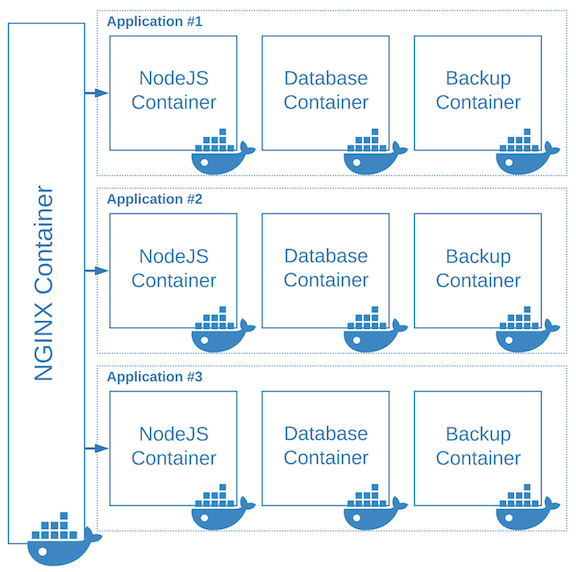 NGINX Container
Application #1
NodeJS
Container
Database
Container
Backup
Container
Application #2
NodeJS
Container
Database
Container
Backup
Container
Application #3
NodeJS
Container
Database
Container
Backup
Container